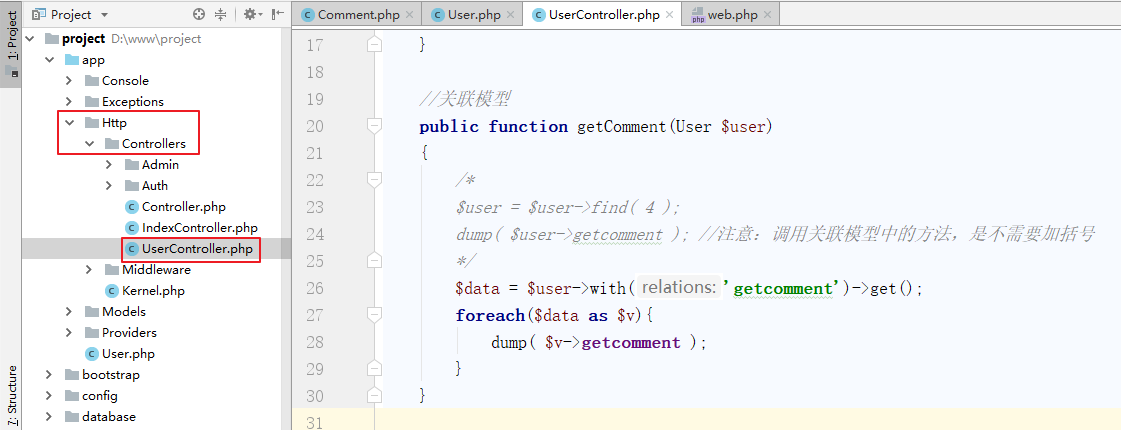 1: Project
7: Structure
Project
project D:\www\project
app
Console
Exceptions
Http
Controllers
Admin
Auth
Controller.php
IndexController.php
UserController.php
Middleware
Kernel.php
Models
Providers
User.php
bootstrap
config
database
Comment.php
User.php
UserController.php
web.php
17 }
18
19 //关联模型
20 public function getComment(User $user)
21 {
22 /*
23 $user = $user->find( 4 );
24 dump( $user->getcomment ); //注意：调用关联模型中的方法，是不需要加括号
25 */
26 $data = $user->with( relations: 'getcomment')->get();
27 foreach($data as $v){
28 dump( $v->getcomment );
29 }
30 }
31